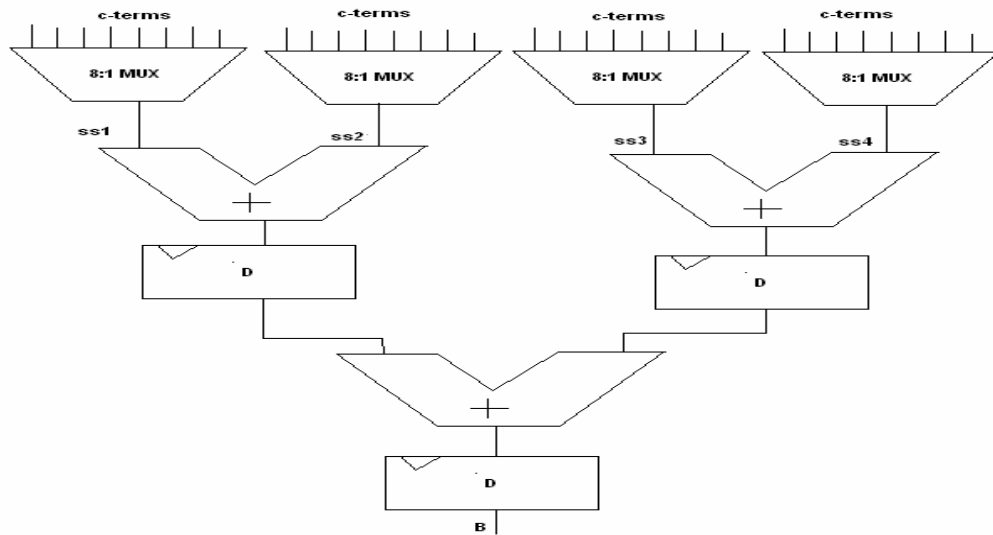 c-terms c-terms c-terms c-terms
8:1 MUX 8:1 MUX 8:1 MUX 8:1 MUX
ss1 ss2 ss3 ss4
+ +
D D
+
D
B